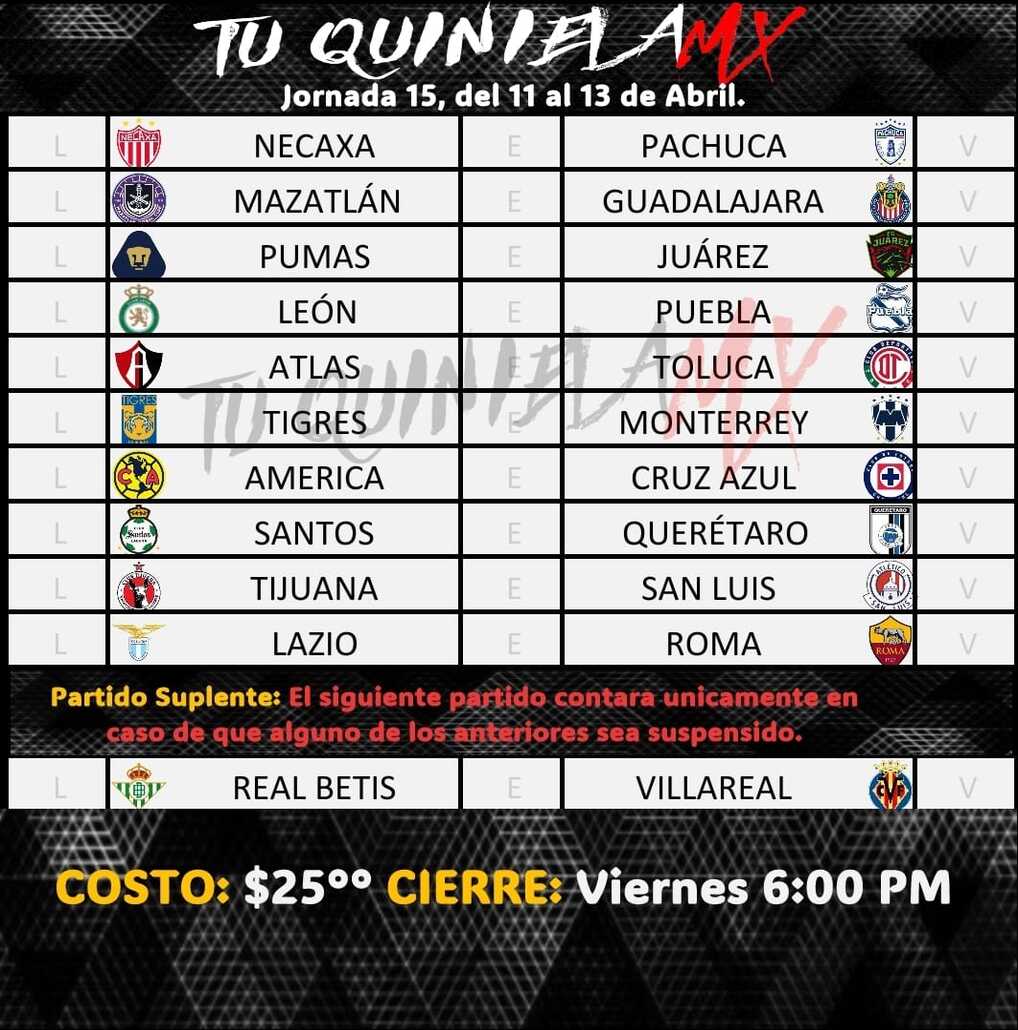 TU QUINIELAMX
Jornada 15, del 11 al 13 de Abril.
L NECAXA E PACHUCA V
L MAZATLÁN E GUADALAJARA V
L PUMAS E JUÁREZ V
L LEÓN E PUEBLA V
L ATLAS E TOLUCA V
L TIGRES E MONTERREY V
L AMERICA E CRUZ AZUL V
L SANTOS E QUERÉTARO V
L TIJUANA E SAN LUIS V
L LAZIO E ROMA V
TU QUINIELAMX
Partido Suplente: El siguiente partido contara unicamente en
caso de que alguno de los anteriores sea suspendido.
L REAL BETIS E VILLAREAL V
COSTO: $25°° CIERRE: Viernes 6:00 PM